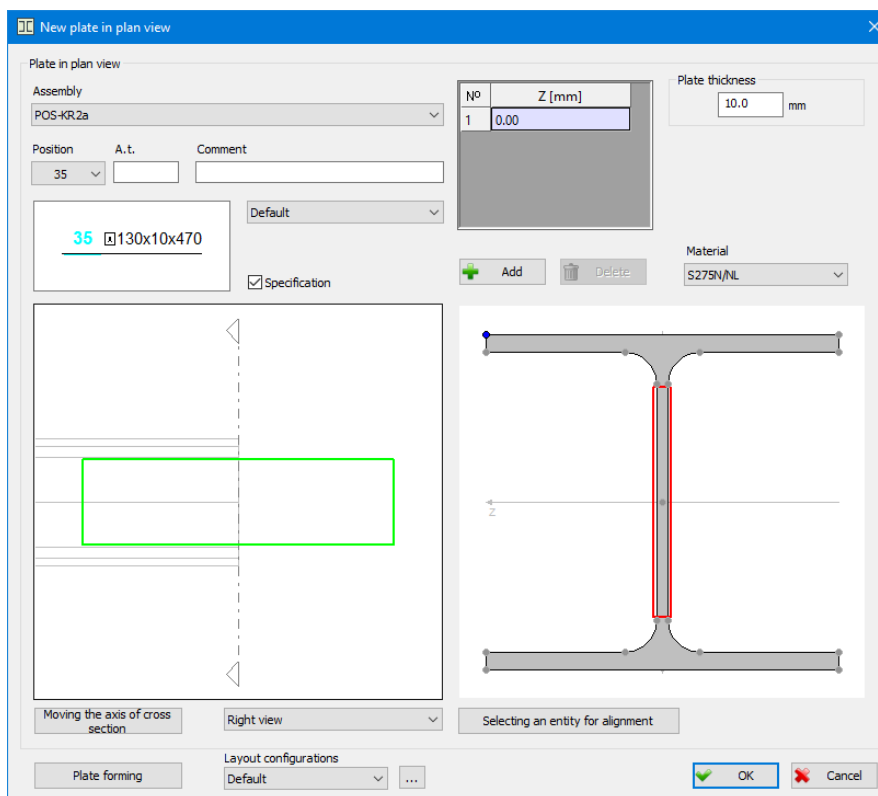 New plate in plan view
Plate in plan view
Assembly
POS-KR2a
Position A.t. Comment
35
35 130x10x470
Default
Specification
Nº Z [mm]
1 0.00
Plate thickness
10.0 mm
Add Delete
Material
S275N/NL
Z
Moving the axis of cross
section
Right view
Selecting an entity for alignment
Plate forming
Layout configurations
Default
...
OK Cancel